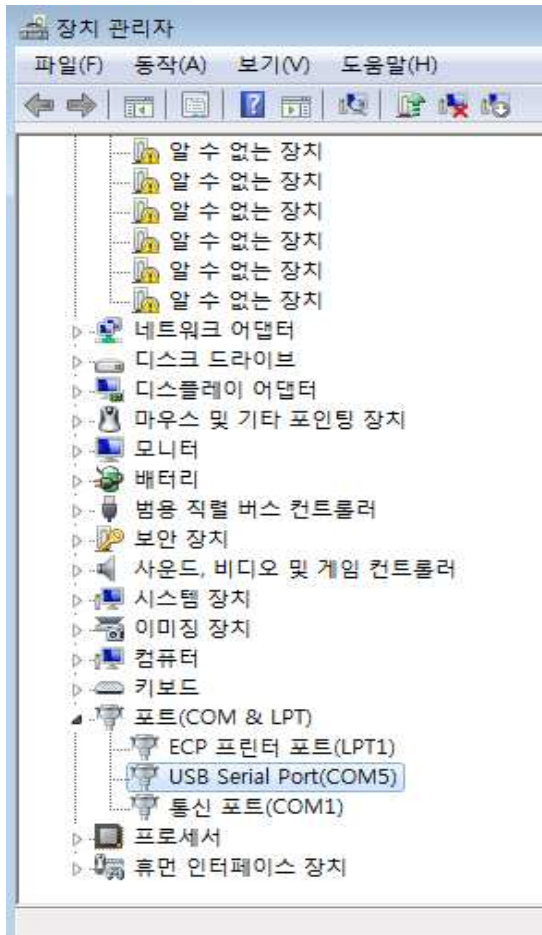 장치 관리자
파일(F) 동작(A) 보기(V) 도움말(H)
알 수 없는 장치
알 수 없는 장치
알 수 없는 장치
알 수 없는 장치
알 수 없는 장치
알 수 없는 장치
네트워크 어댑터
디스크 드라이브
디스플레이 어댑터
마우스 및 기타 포인팅 장치
모니터
배터리
범용 직렬 버스 컨트롤러
보안 장치
사운드, 비디오 및 게임 컨트롤러
시스템 장치
이미징 장치
컴퓨터
키보드
포트(COM & LPT)
ECP 프린터 포트(LPT1)
USB Serial Port(COM5)
통신 포트(COM1)
프로세서
휴먼 인터페이스 장치